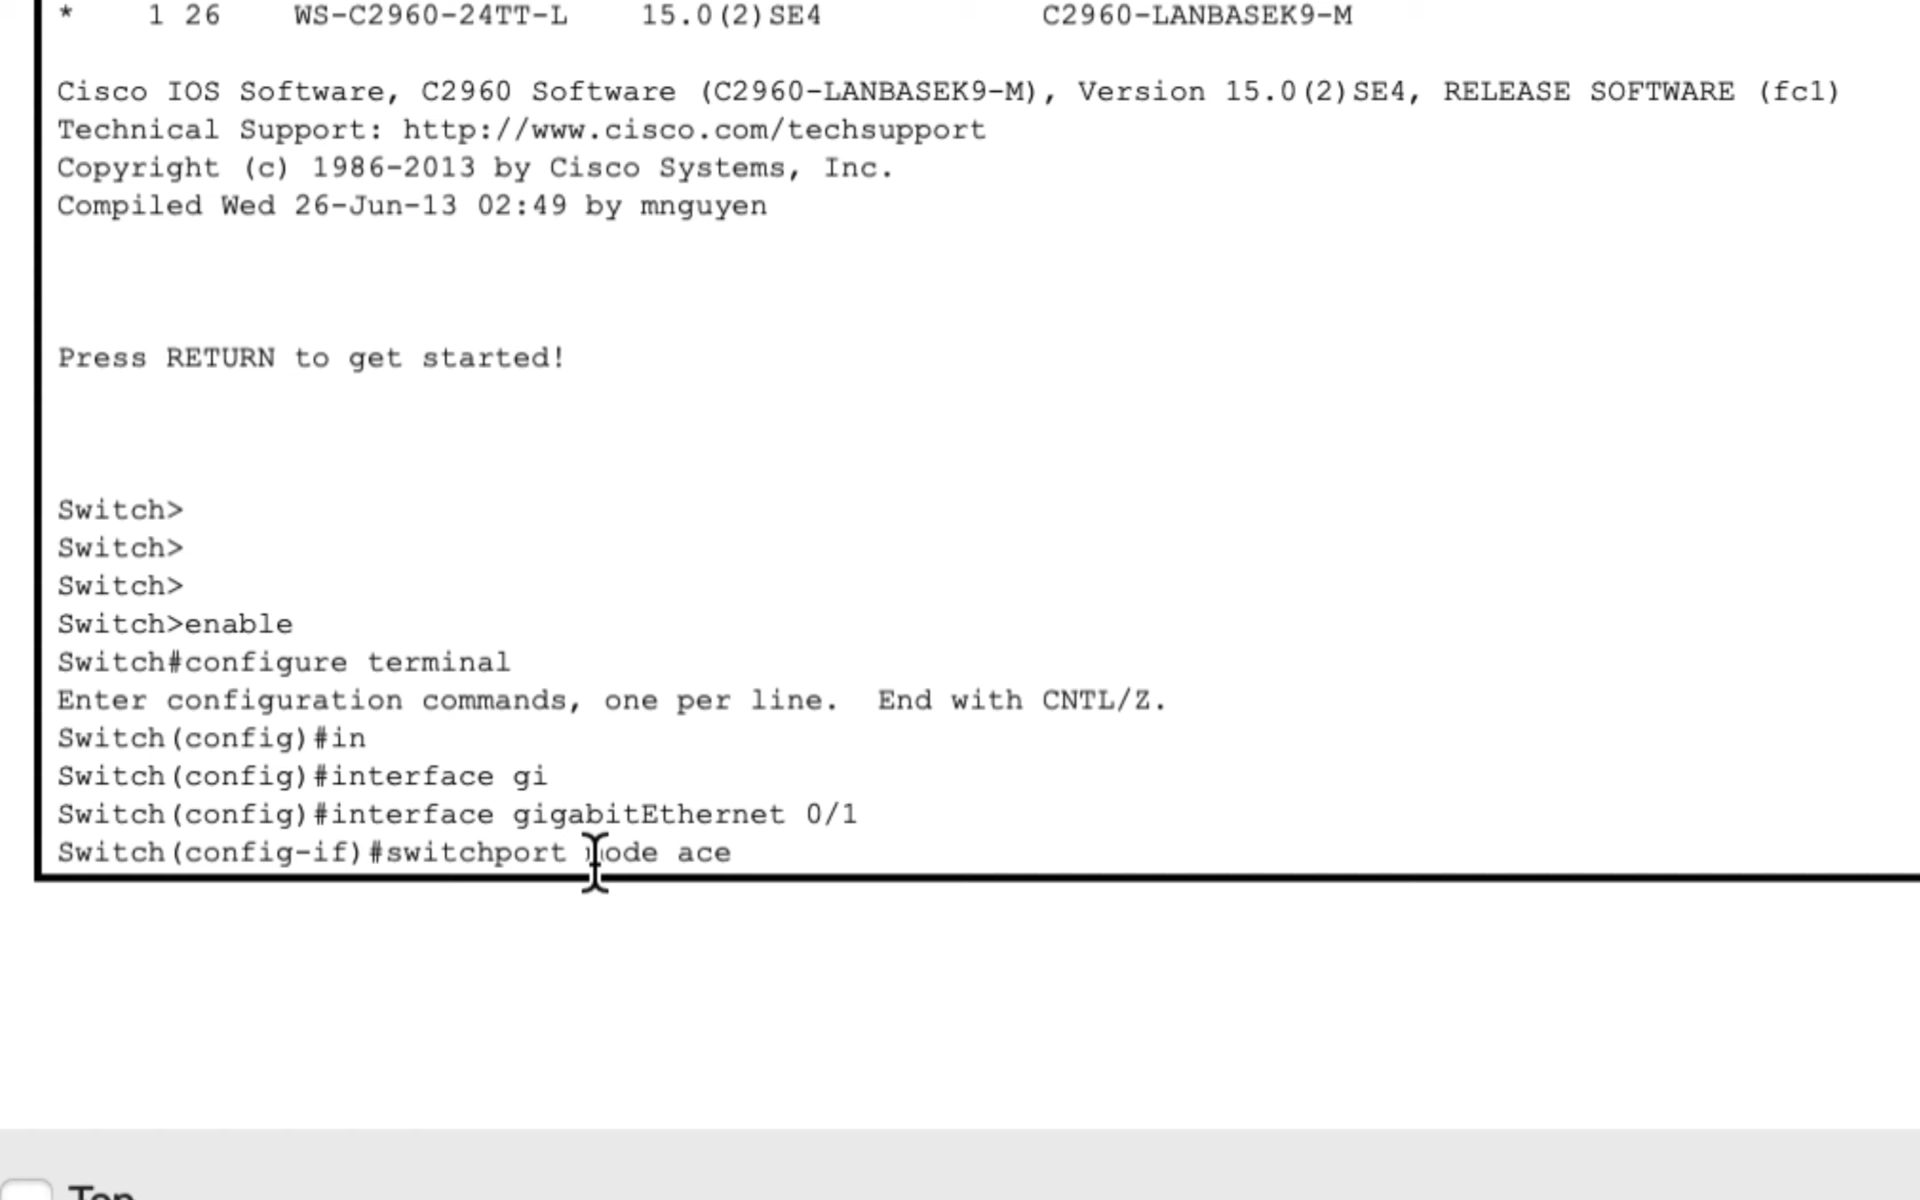 *    1 26    WS-C2960-24TT-L    15.0(2)SE4            C2960-LANBASEK9-M
Cisco IOS Software, C2960 Software (C2960-LANBASEK9-M), Version 15.0(2)SE4, RELEASE SOFTWARE (fc1)
Technical Support: http://www.cisco.com/techsupport
Copyright (c) 1986-2013 by Cisco Systems, Inc.
Compiled Wed 26-Jun-13 02:49 by mnguyen
Press RETURN to get started!
Switch>
Switch>
Switch>
Switch>enable
Switch#configure terminal
Enter configuration commands, one per line.  End with CNTL/Z.
Switch(config)#in
Switch(config)#interface gi
Switch(config)#interface gigabitEthernet 0/1
Switch(config-if)#switchport mode ace
Top